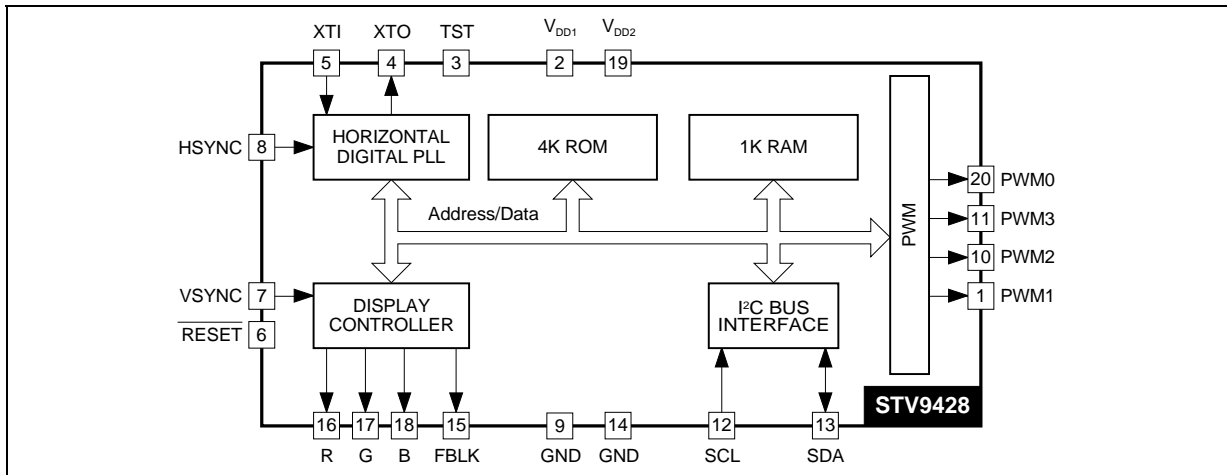 XTI XTO TST VDD1 VDD2
5 4 3 2 19
HSYNC 8 HORIZONTAL DIGITAL PLL
4K ROM
1K RAM
Address/Data
PWM
20 PWM0
11 PWM3
10 PWM2
1 PWM1
VSYNC 7
RESET 6
DISPLAY
CONTROLLER
I²C BUS
INTERFACE
STV9428
16 17 18 15 9 14 12 13
R G B FBLK GND GND SCL SDA